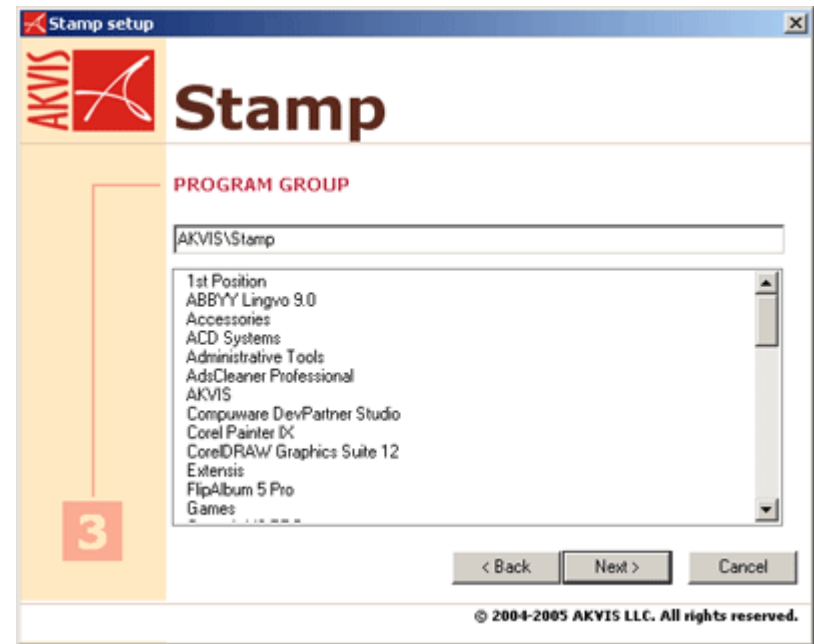 Stamp setup
AKVIS
Stamp
PROGRAM GROUP
AKVIS\Stamp
1st Position
ABBYY Lingvo 9.0
Accessories
ACD Systems
Administrative Tools
AdsCleaner Professional
AKVIS
Compuware DevPartner Studio
Corel Painter IX
CorelDRAW Graphics Suite 12
Extensis
FlipAlbum 5 Pro
Games
3
< Back
Next >
Cancel
© 2004-2005 AKVIS LLC. All rights reserved.